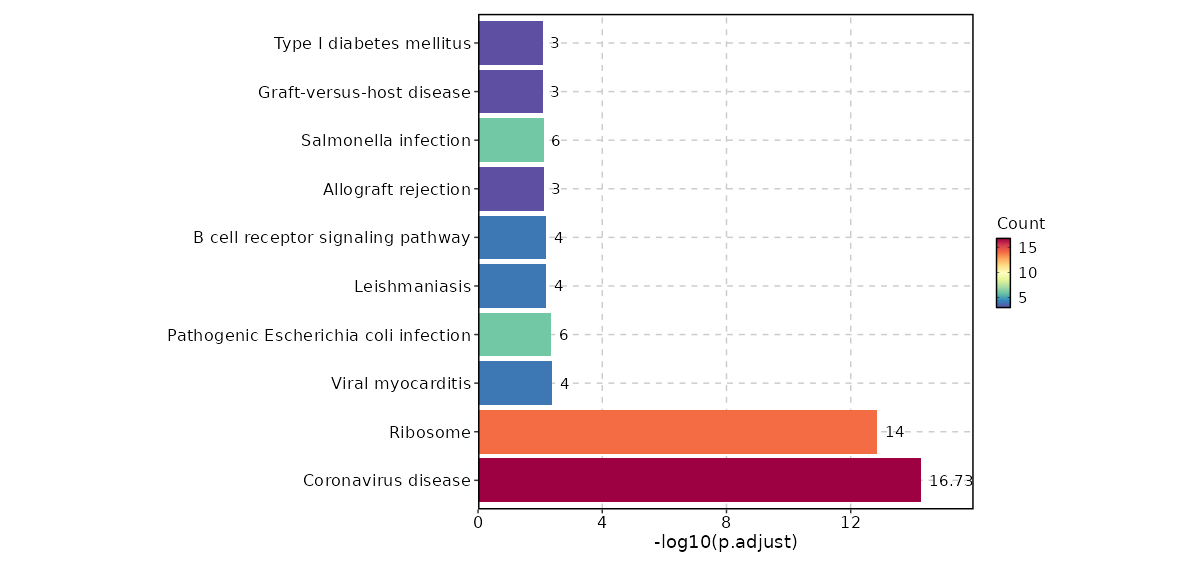 Type I diabetes mellitus 3
Graft-versus-host disease 3
Salmonella infection 6
Allograft rejection 3
B cell receptor signaling pathway 4
Leishmaniasis 4
Pathogenic Escherichia coli infection 6
Viral myocarditis 4
Ribosome 14
Coronavirus disease 16.73
0 4 8 12
-log10(p.adjust)
Count
15
10
5